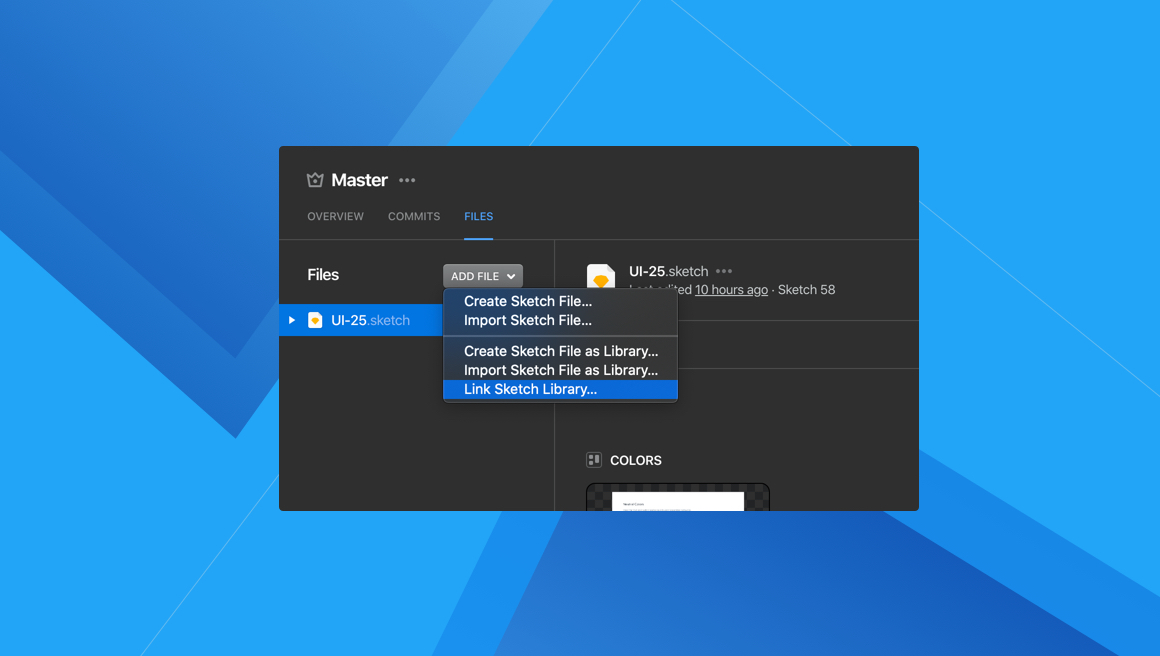 Master
OVERVIEW COMMITS FILES
Files
ADD FILE
UI-25.sketch
Last edited 10 hours ago · Sketch 58
UI-25.sketch
Create Sketch File...
Import Sketch File...
Create Sketch File as Library...
Import Sketch File as Library...
Link Sketch Library...
COLORS